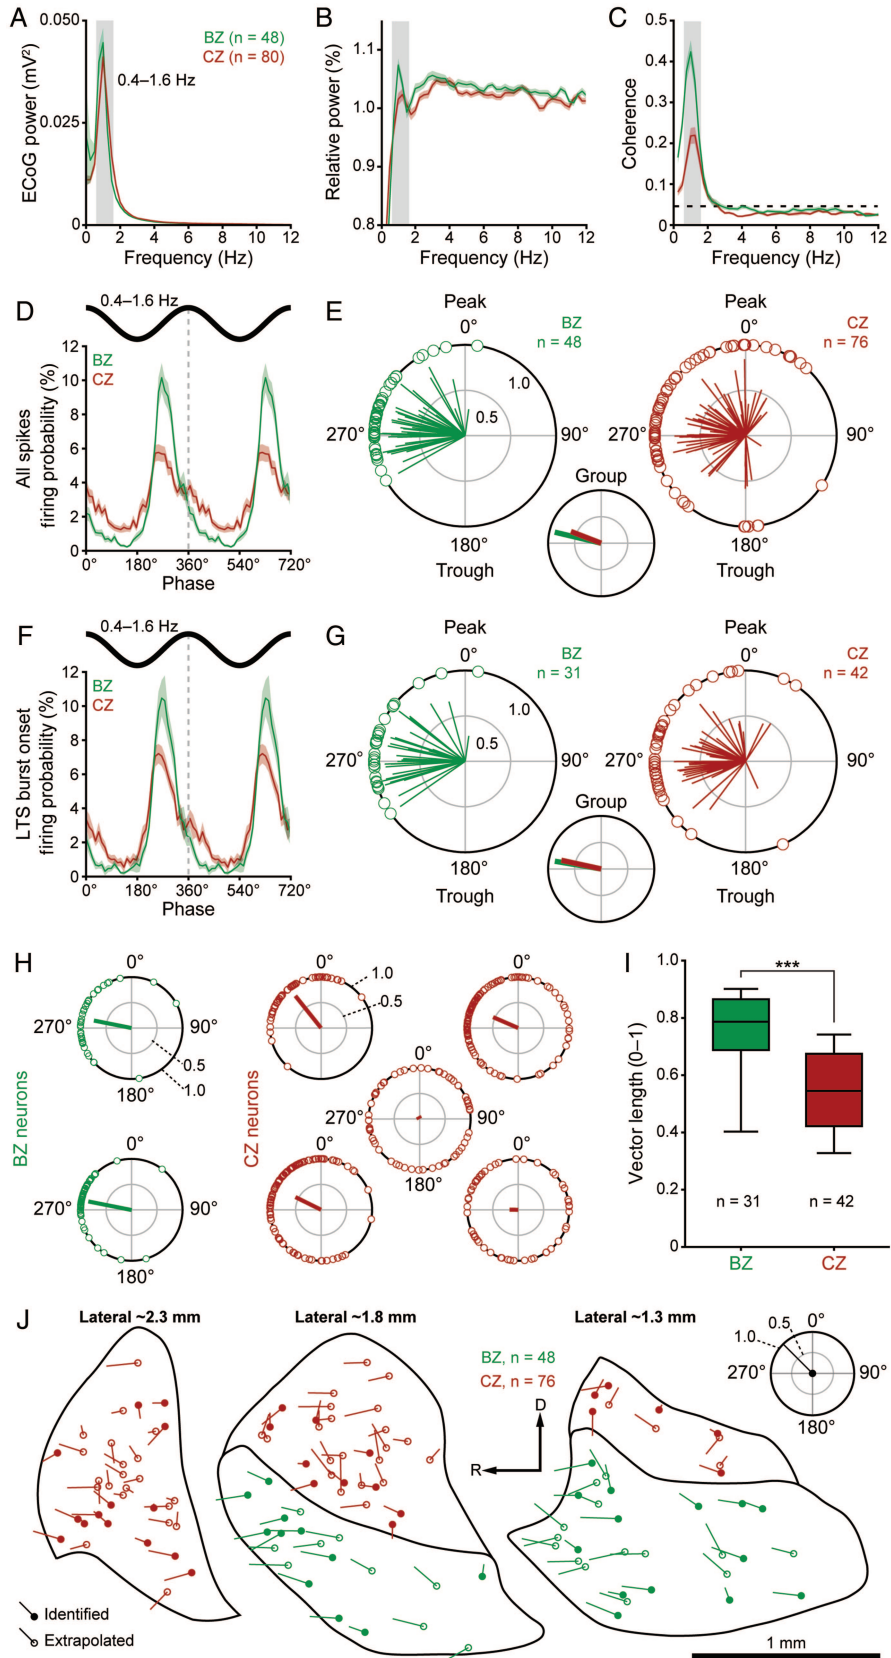 A
ECoG power (mV²)
0.050
0.025
0
BZ (n = 48)
CZ (n = 80)
0.4–1.6 Hz
0 2 4 6 8 10 12
Frequency (Hz)
B
Relative power (%)
1.1
1.0
0.9
0.8
0 2 4 6 8 10 12
Frequency (Hz)
C
Coherence
0.5
0.4
0.3
0.2
0.1
0
0 2 4 6 8 10 12
Frequency (Hz)
D
0.4–1.6 Hz
All spikes
firing probability (%)
12
10
8
6
4
2
0
BZ
CZ
0° 180° 360° 540° 720°
Phase
E
Peak
0°
BZ
n = 48
CZ
n = 76
1.0
0.5
270°
90°
180°
Trough
Group
Peak
0°
270°
90°
180°
Trough
F
0.4–1.6 Hz
LTS burst onset
firing probability (%)
12
10
8
6
4
2
0
BZ
CZ
0° 180° 360° 540° 720°
Phase
G
Peak
0°
BZ
n = 31
CZ
n = 42
1.0
0.5
270°
90°
180°
Trough
Group
Peak
0°
270°
90°
180°
Trough
H
BZ neurons
0°
270°
90°
0.5
1.0
180°
0°
270°
90°
180°
CZ neurons
0°
1.0
0.5
0°
0°
270°
90°
180°
0°
0°
I
Vector length (0–1)
1.0
0.8
0.6
0.4
0.2
0
***
n = 31
n = 42
BZ
CZ
J
Lateral ~2.3 mm
Lateral ~1.8 mm
Lateral ~1.3 mm
BZ, n = 48
CZ, n = 76
D
R
0.5
1.0
0°
270°
90°
180°
Identified
Extrapolated
1 mm